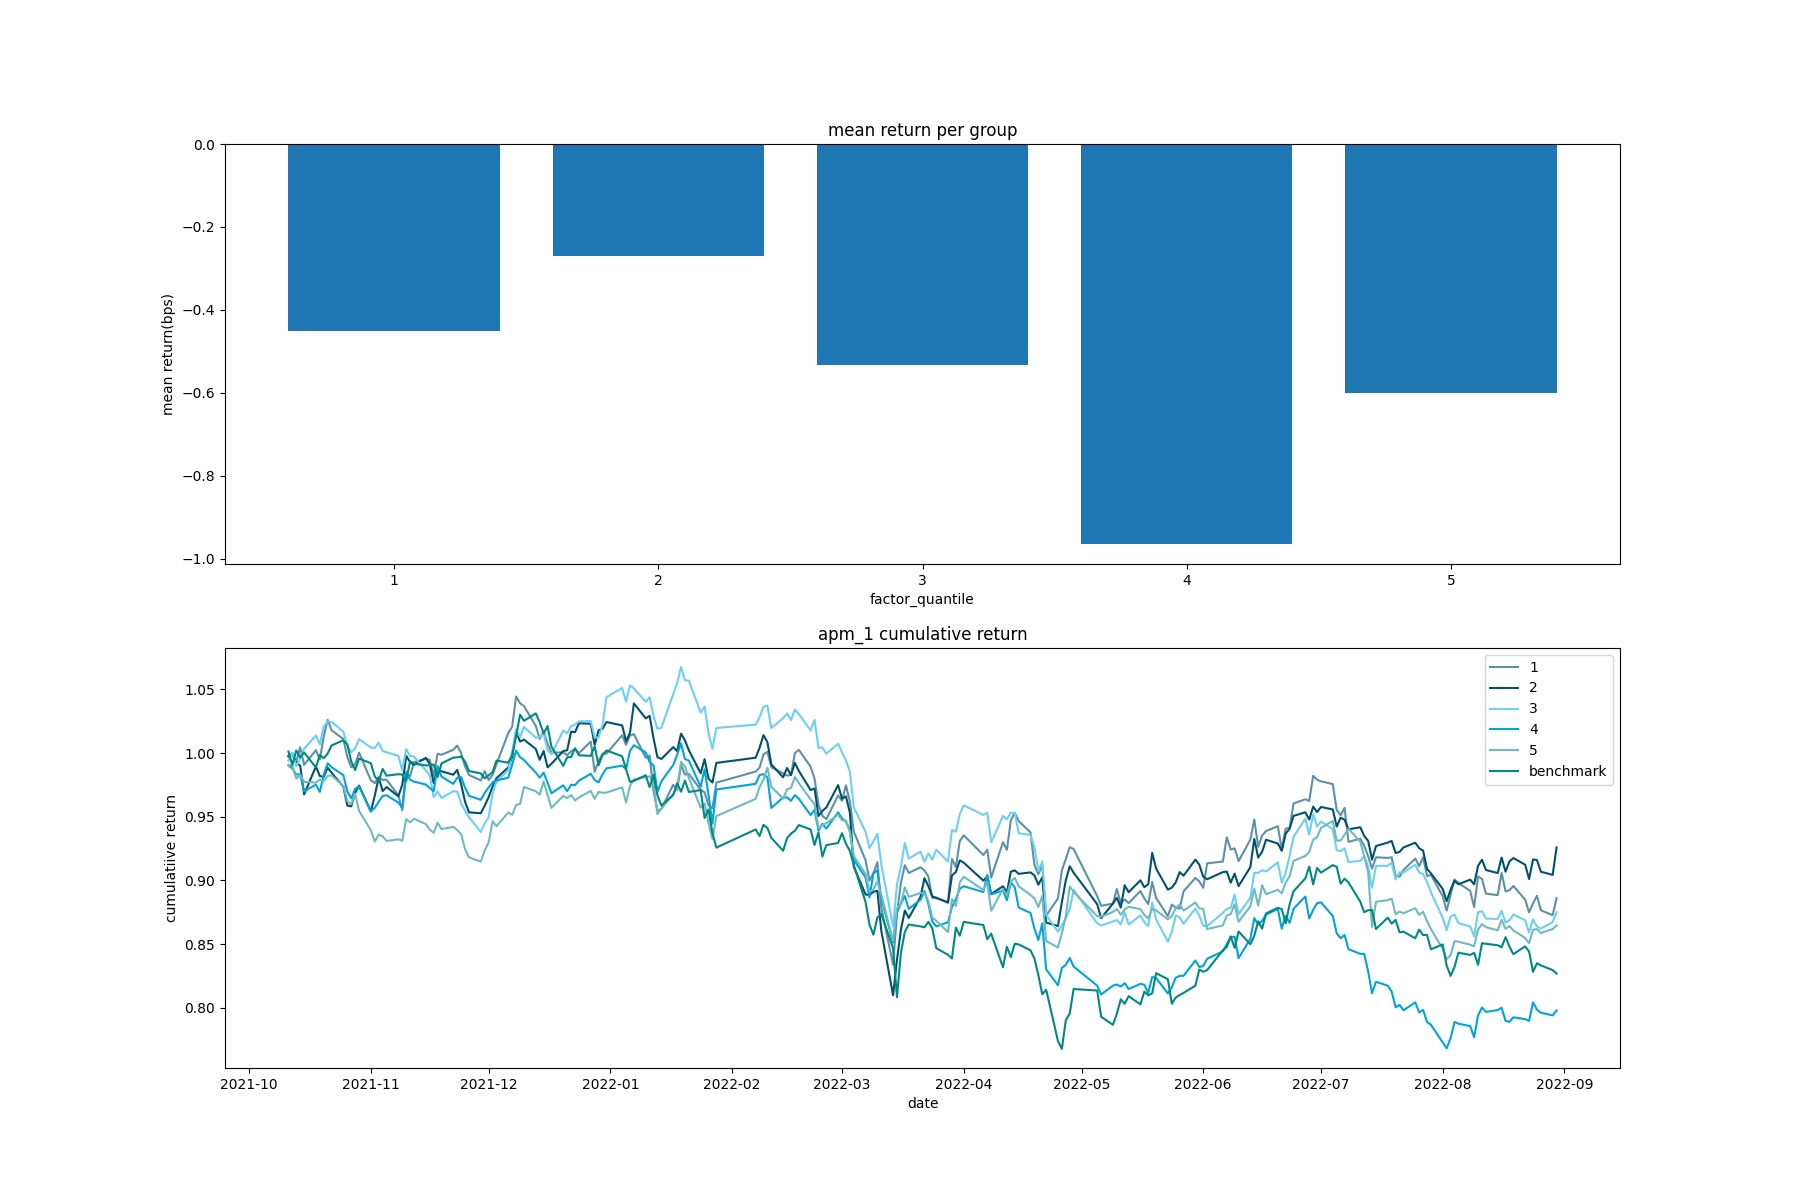 mean return per group
0.0
−0.2
−0.4
−0.6
−0.8
−1.0
mean return(bps)
1 2 3 4 5
factor_quantile
apm_1 cumulative return
1.05
1.00
0.95
0.90
0.85
0.80
cumulatiive return
1
2
3
4
5
benchmark
2021-10 2021-11 2021-12 2022-01 2022-02 2022-03 2022-04 2022-05 2022-06 2022-07 2022-08 2022-09
date